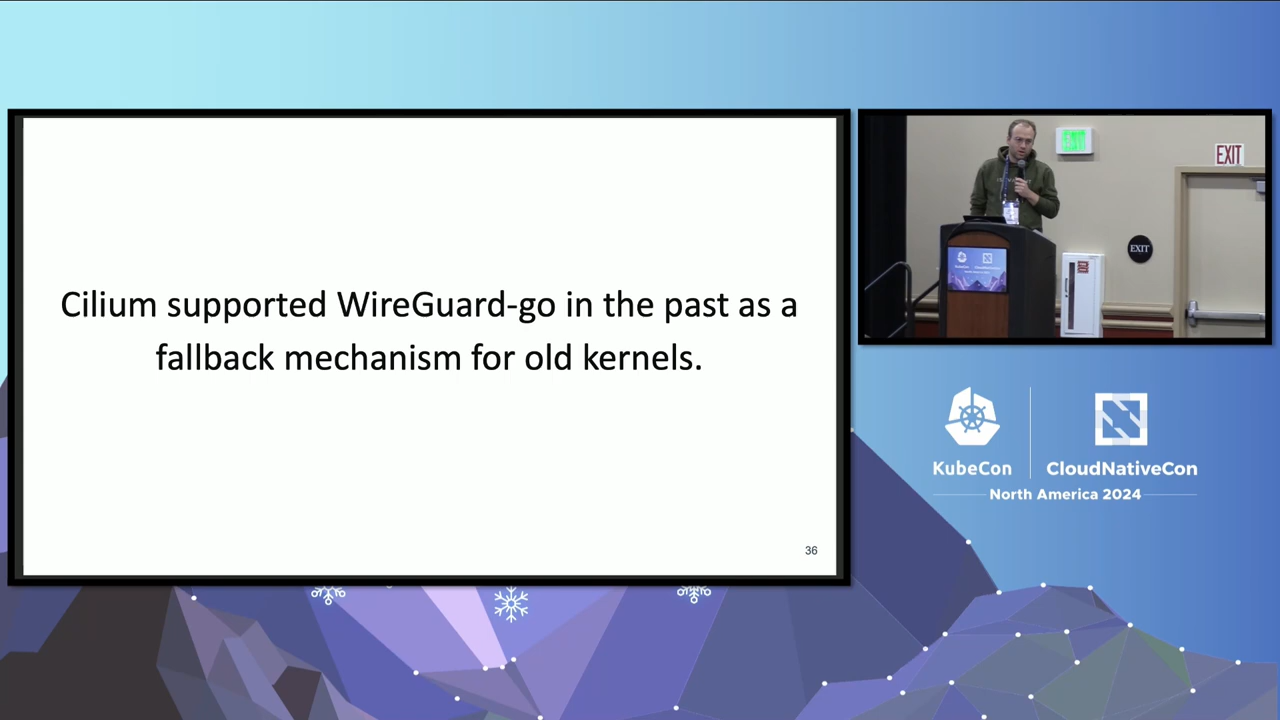 Cilium supported WireGuard-go in the past as a
fallback mechanism for old kernels.
36
EXIT
EXIT
KubeCon
CloudNativeCon
North America 2024